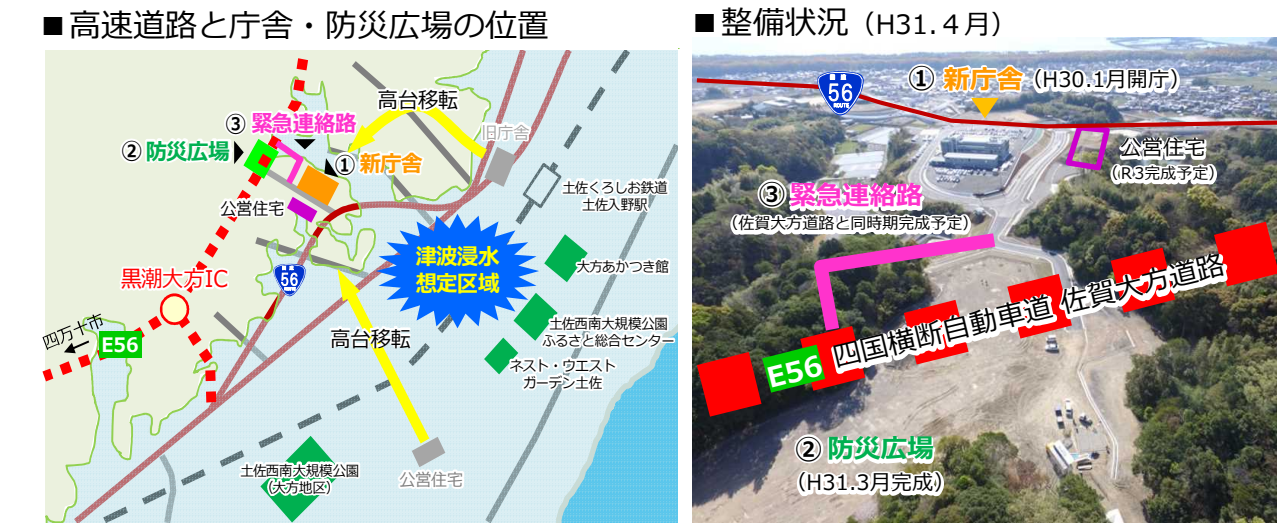 ■高速道路と庁舎・防災広場の位置
高台移転
旧庁舎
③ 緊急連絡路
② 防災広場
① 新庁舎
公営住宅
土佐くろしお鉄道
土佐入野駅
津波浸水
想定区域
大方あかつき館
国道
56
黒潮大方IC
四万十市
E56
高台移転
土佐西南大規模公園
ふるさと総合センター
ネスト・ウエスト
ガーデン土佐
土佐西南大規模公園
(大方地区)
公営住宅
■整備状況（H31.４月）
国道
56
ROUTE
① 新庁舎（H30.1月開庁）
公営住宅
（R3完成予定）
③ 緊急連絡路
（佐賀大方道路と同時期完成予定）
E56 四国横断自動車道 佐賀大方道路
② 防災広場
（H31.3月完成）